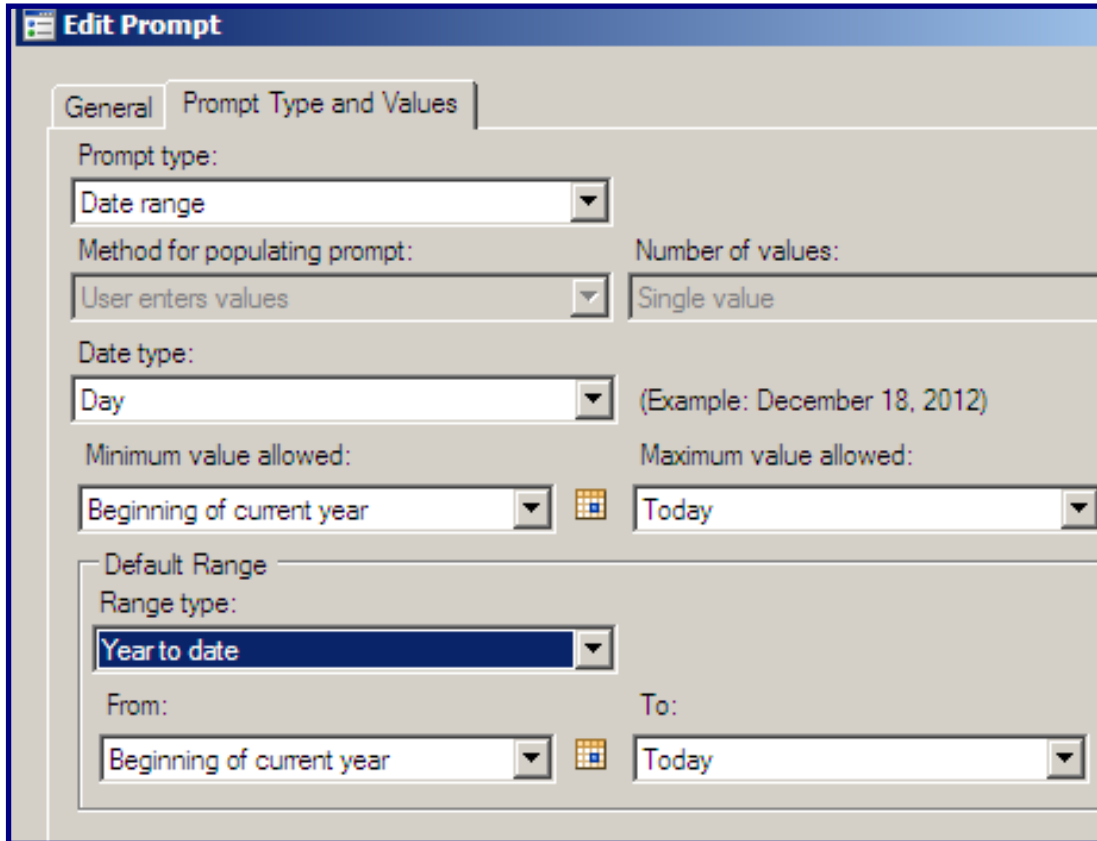 Edit Prompt
General Prompt Type and Values
Prompt type:
Date range
Method for populating prompt: Number of values:
User enters values Single value
Date type:
Day (Example: December 18, 2012)
Minimum value allowed: Maximum value allowed:
Beginning of current year Today
Default Range
Range type:
Year to date
From: To:
Beginning of current year Today